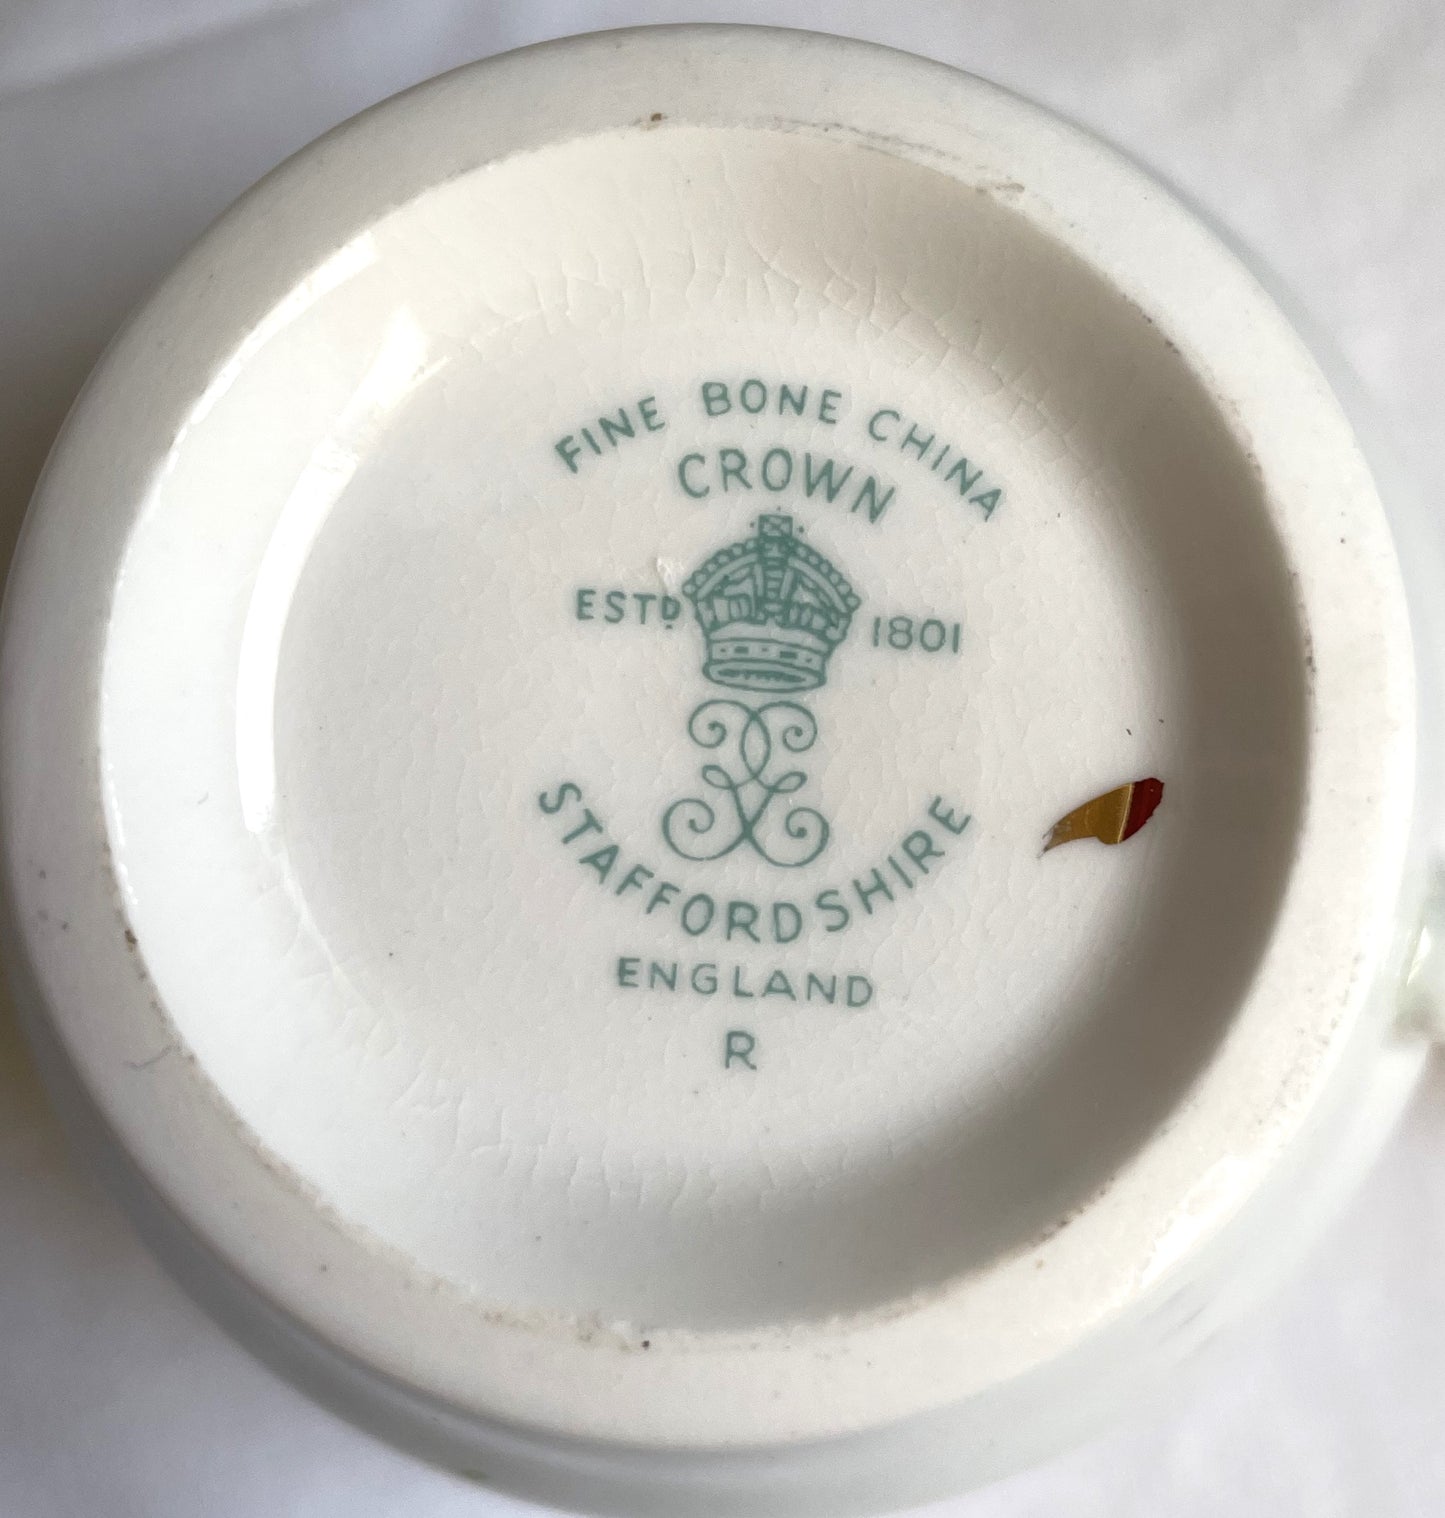 FINE BONE CHINA
CROWN
ESTD 1801
STAFFORDSHIRE
ENGLAND
R